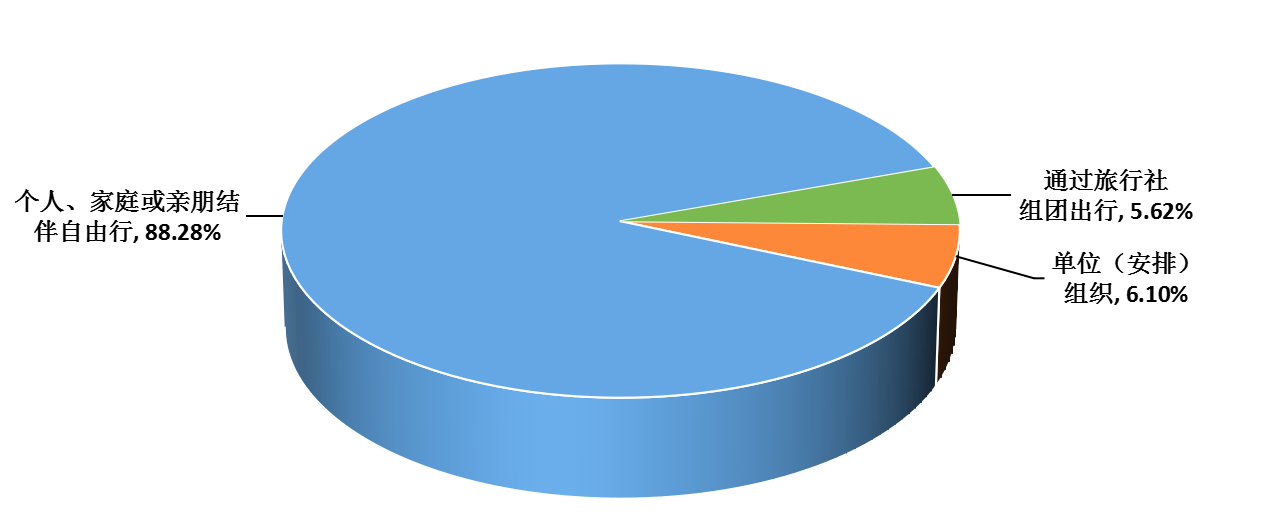 个人、家庭或亲朋结
伴自由行, 88.28%
通过旅行社
组团出行, 5.62%
单位（安排）
组织, 6.10%